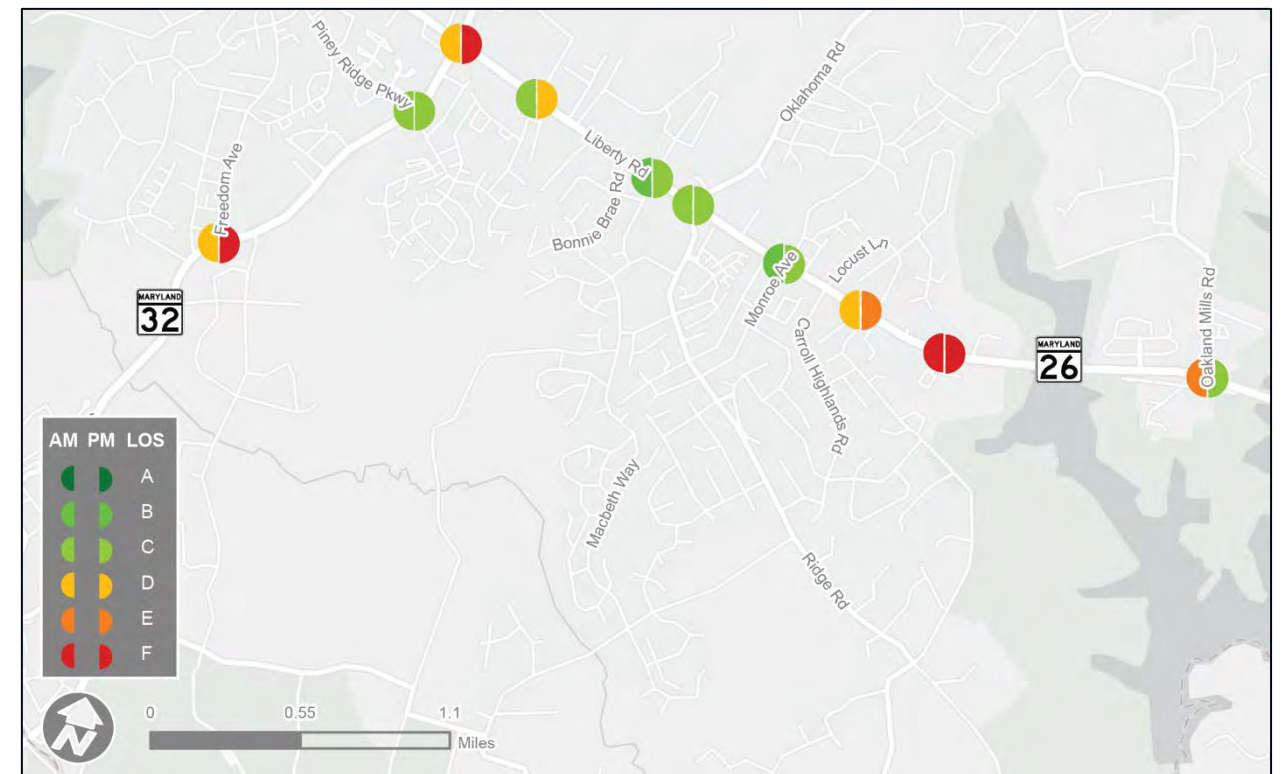 Piney Ridge Pkwy
Oklahoma Rd
Liberty Rd
Freedom Ave
Bonnie Brae Rd
Locust Ln
Monroe Ave
Oakland Mills Rd
MARYLAND
32
MARYLAND
26
Carroll Highlands Rd
Macbeth Way
Ridge Rd
AM PM LOS
A
B
C
D
E
F
N
0 0.55 1.1
Miles